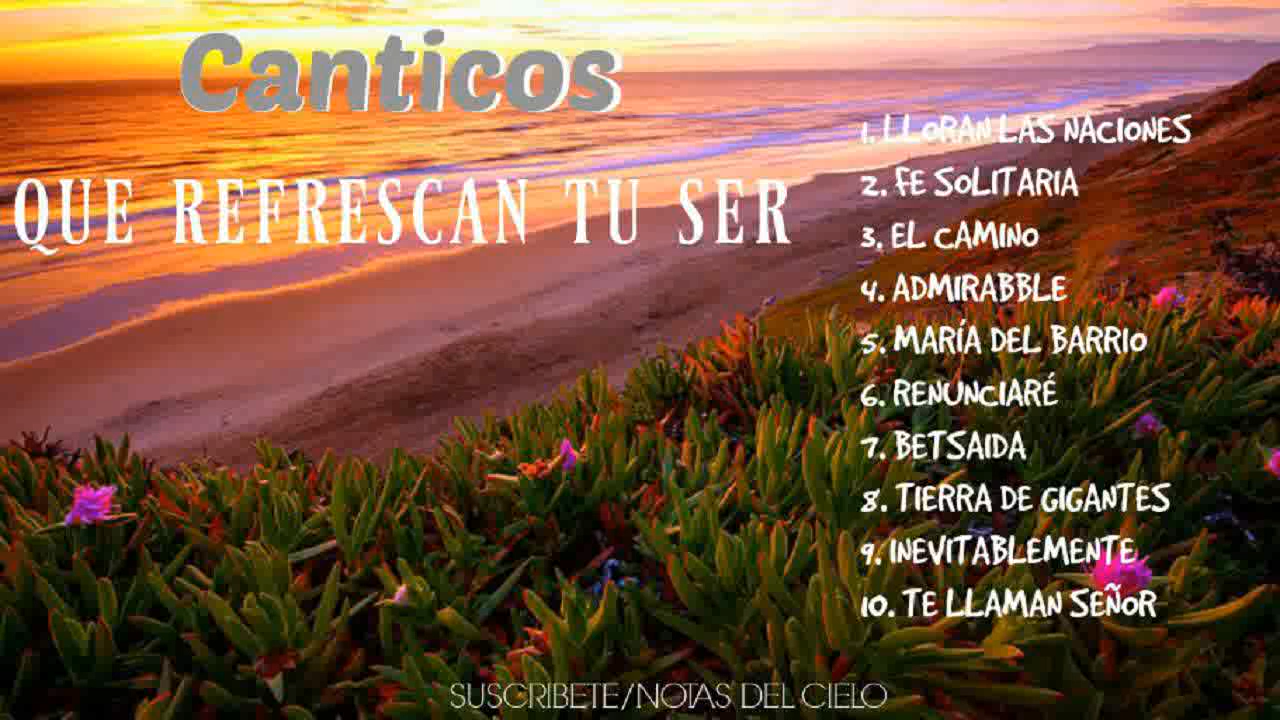 Canticos
QUE REFRESCAN TU SER
1. LLORAN LAS NACIONES
2. FE SOLITARIA
3. EL CAMINO
4. ADMIRABBLE
5. MARÍA DEL BARRIO
6. RENUNCIARÉ
7. BETSAIDA
8. TIERRA DE GIGANTES
9. INEVITABLEMENTE
10. TE LLAMAN SEÑOR
SUSCRIBETE/NOTAS DEL CIELO